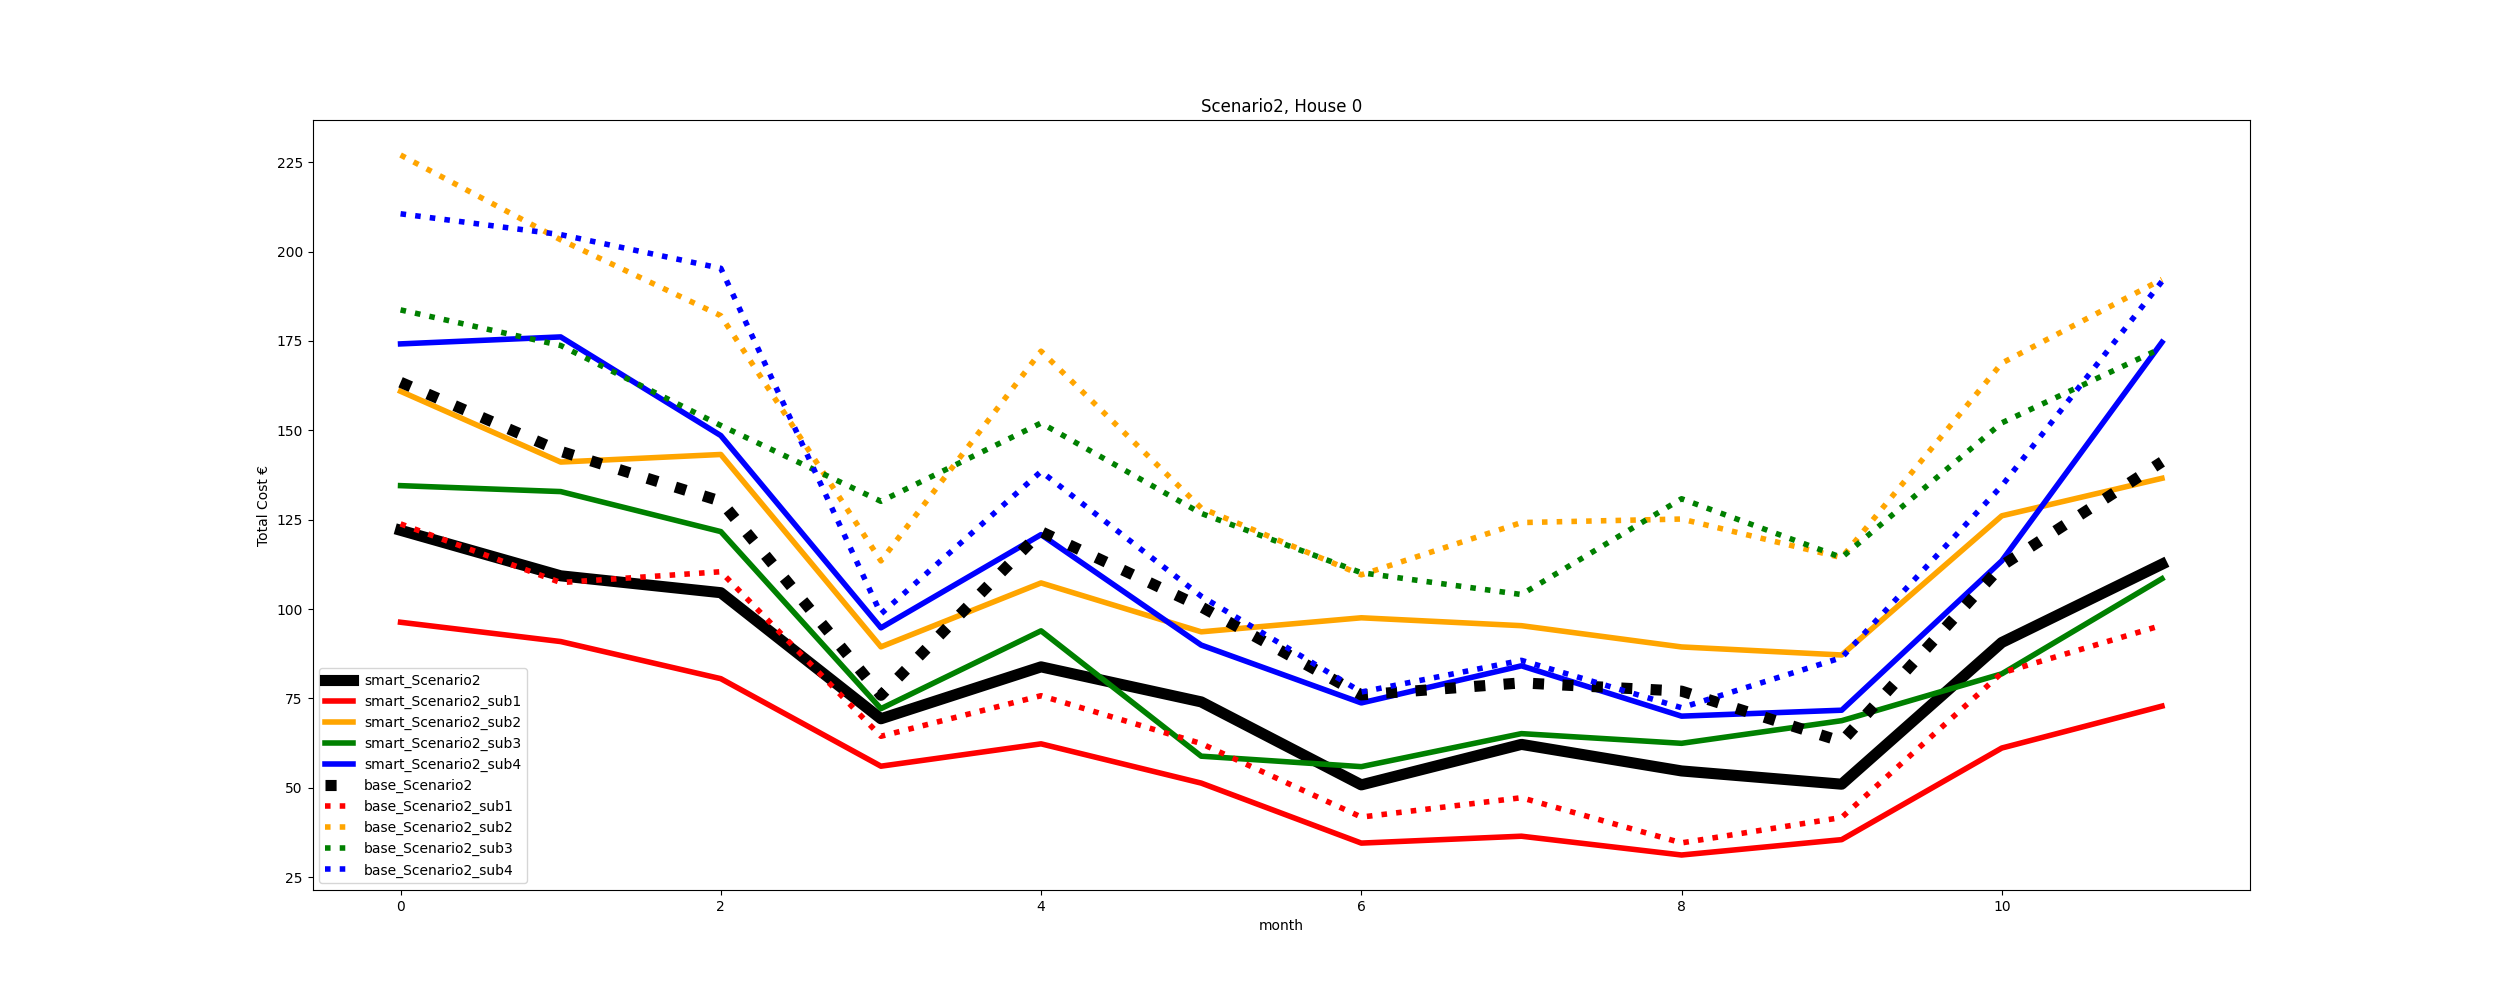 Scenario2, House 0
225
200
175
150
125
100
75
50
25
Total Cost €
smart_Scenario2
smart_Scenario2_sub1
smart_Scenario2_sub2
smart_Scenario2_sub3
smart_Scenario2_sub4
base_Scenario2
base_Scenario2_sub1
base_Scenario2_sub2
base_Scenario2_sub3
base_Scenario2_sub4
0 2 4 6 8 10
month